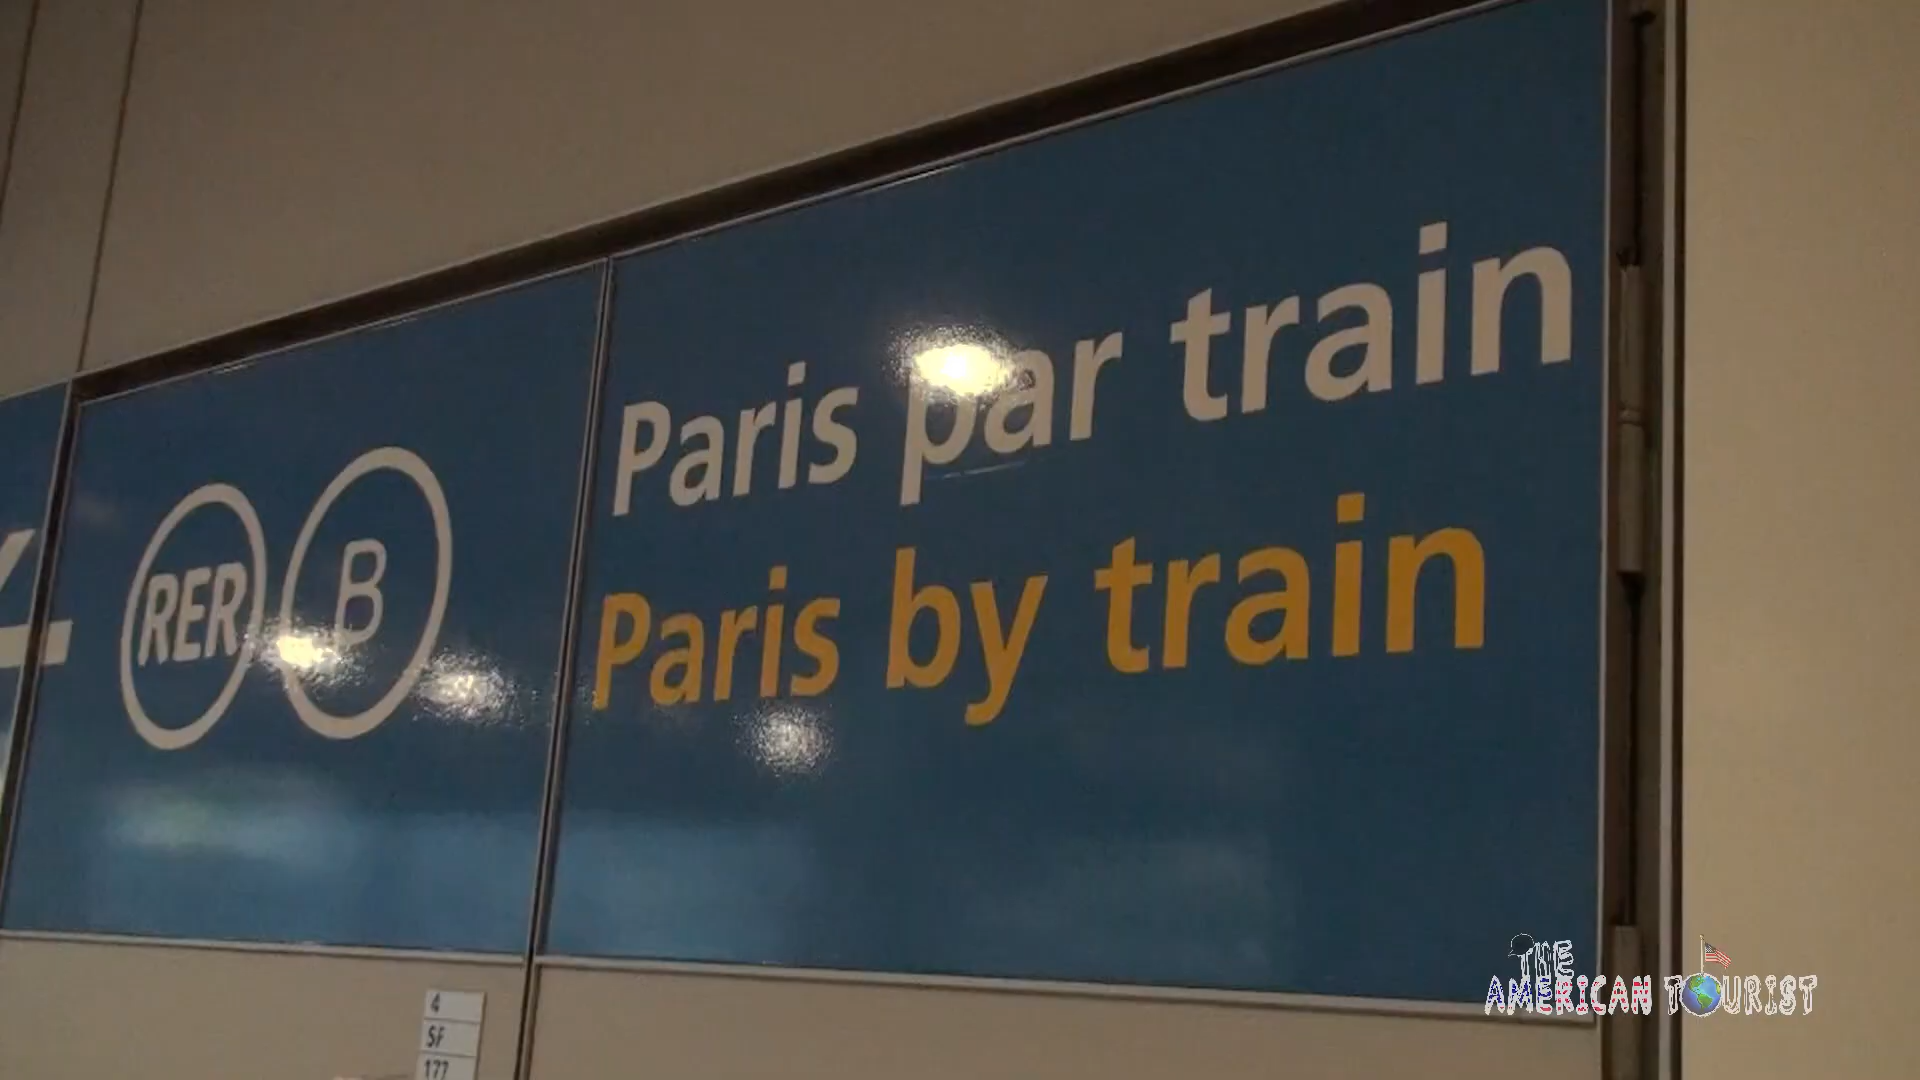 RER B
Paris par train
Paris by train
4
SF
177
THE
AMERICAN TOURIST